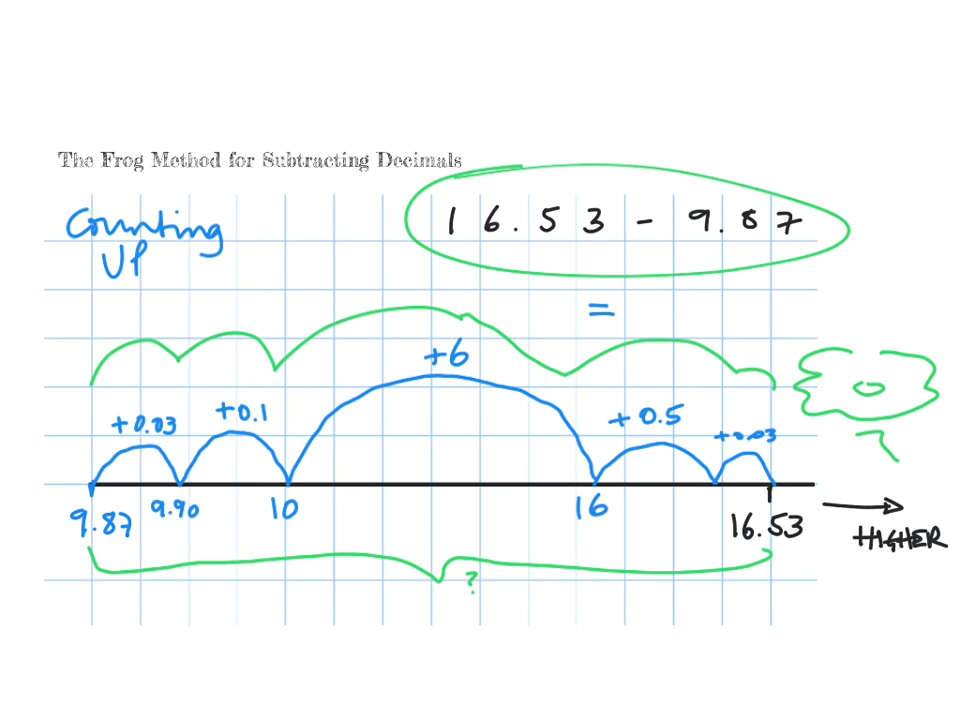 The Frog Method for Subtracting Decimals
Counting
UP
16.53 - 9.87
=
+6
+0.03
+0.1
+0.5
+0.03
9.87
9.90
10
16
16.53
HIGHER
?